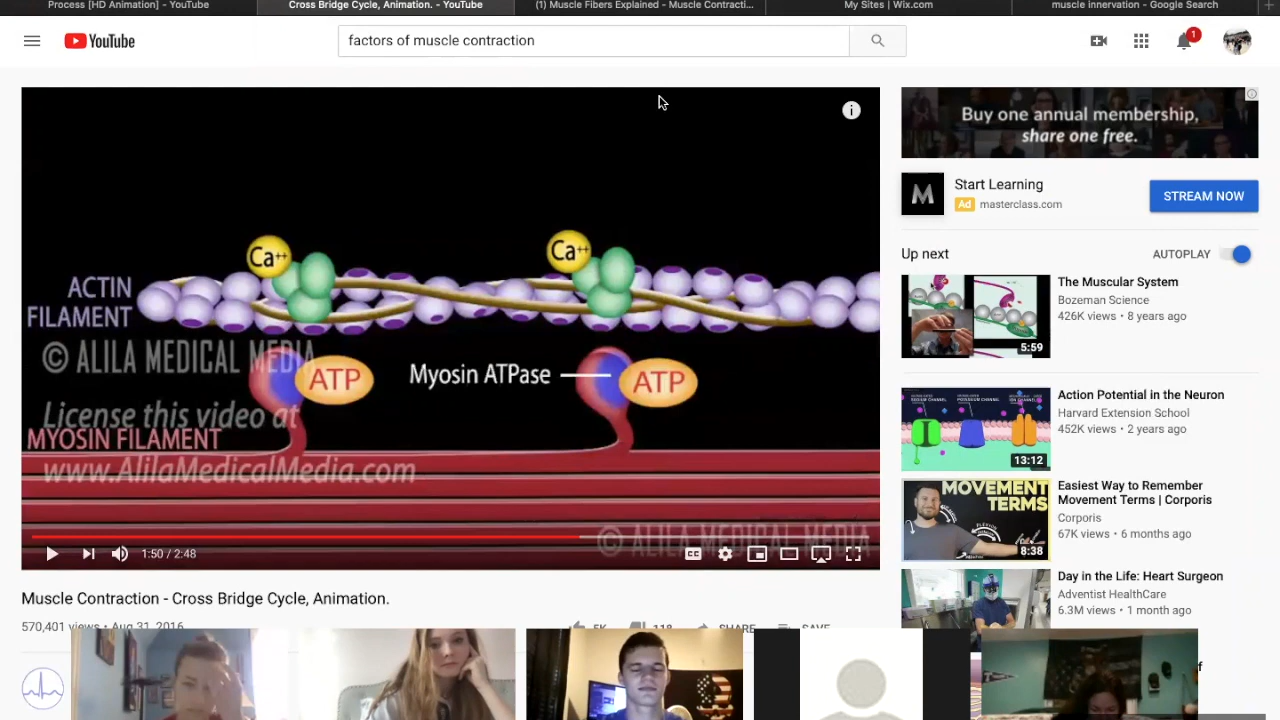 Process [HD Animation] - YouTube
Cross Bridge Cycle, Animation. - YouTube
(1) Muscle Fibers Explained - Muscle Contracti...
My Sites | Wix.com
muscle innervation - Google Search
YouTube
factors of muscle contraction
1
i
Buy one annual membership,
share one free.
M
Start Learning
Ad masterclass.com
STREAM NOW
Ca++
Ca++
ACTIN
FILAMENT
© ALILA MEDICAL MEDIA
ATP
Myosin ATPase
ATP
License this video at
MYOSIN FILAMENT
www.AlilaMedicalMedia.com
© ALILA MEDICAL MEDIA
1:50 / 2:48
CC
Muscle Contraction - Cross Bridge Cycle, Animation.
570,401 views • Aug 31, 2016
5K
118
SHARE
SAVE
Up next
AUTOPLAY
The Muscular System
Bozeman Science
426K views • 8 years ago
5:59
Action Potential in the Neuron
Harvard Extension School
452K views • 2 years ago
13:12
Easiest Way to Remember
Movement Terms | Corporis
Corporis
67K views • 6 months ago
MOVEMENT
TERMS
8:38
Day in the Life: Heart Surgeon
Adventist HealthCare
6.3M views • 1 month ago